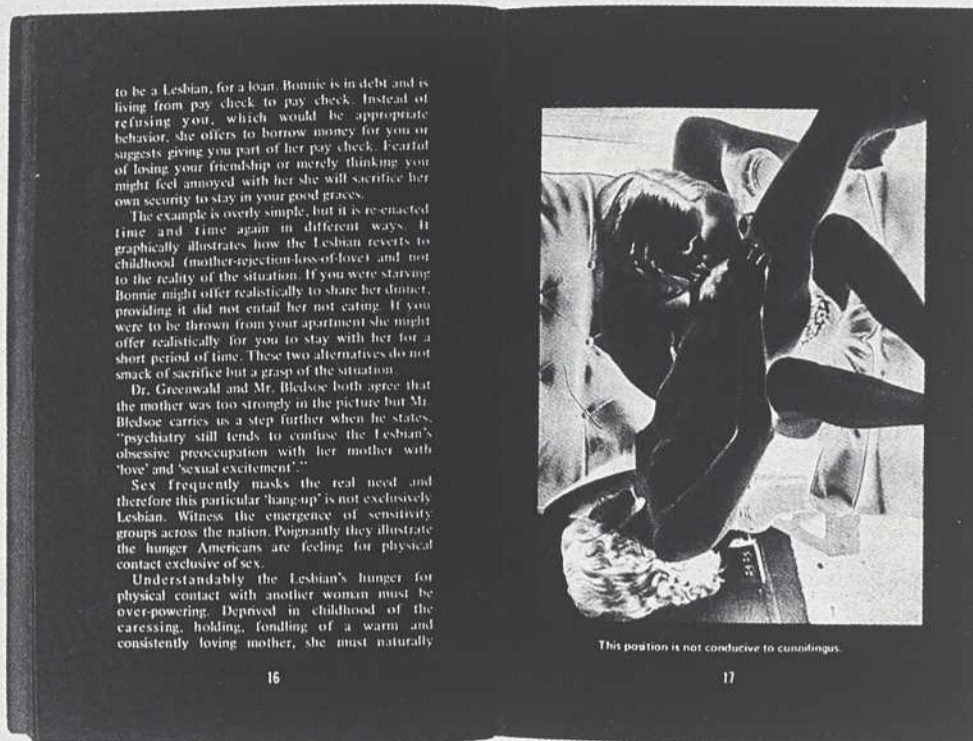 to be a Lesbian, for a loan. Bonnie is in debt and is
living from pay check to pay check. Instead of
refusing you, which would be appropriate
behavior, she offers to borrow money for you or
suggests giving you part of her pay check. Fearful
of losing your friendship or merely thinking you
might feel annoyed with her she will sacrifice her
own security to stay in your good graces.
The example is overly simple, but it is re-enacted
time and time again in different ways. It
graphically illustrates how the Lesbian reverts to
childhood (mother-rejection-loss-of-love) and not
to the reality of the situation. If you were starving
Bonnie might offer realistically to share her dinner,
providing it did not entail her not eating. If you
were to be thrown from your apartment she might
offer realistically for you to stay with her for a
short period of time. These two alternatives do not
smack of sacrifice but a grasp of the situation.
Dr. Greenwald and Mr. Bledsoe both agree that
the mother was too strongly in the picture but Mr.
Bledsoe carries us a step further when he states,
"psychiatry still tends to confuse the Lesbian's
obsessive preoccupation with her mother with
'love' and 'sexual excitement'."
Sex frequently masks the real need and
therefore this particular 'hang-up' is not exclusively
Lesbian. Witness the emergence of sensitivity
groups across the nation. Poignantly they illustrate
the hunger Americans are feeling for physical
contact exclusive of sex.
Understandably the Lesbian's hunger for
physical contact with another woman must be
over-powering. Deprived in childhood of the
caressing, holding, fondling of a warm and
consistently loving mother, she must naturally
16
This position is not conducive to cunnilingus.
17